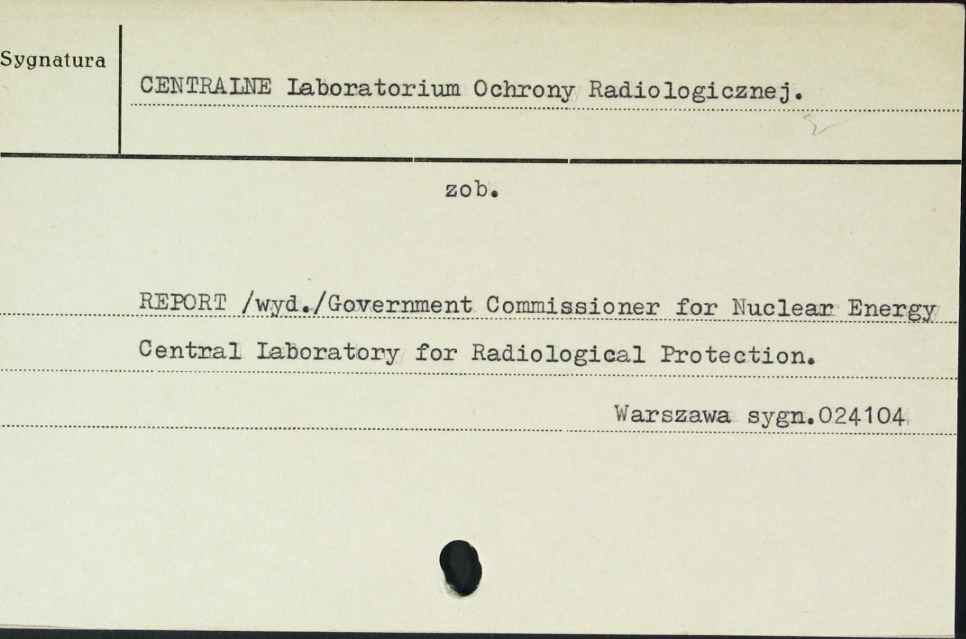 Sygnatura
CENTRALNE Laboratorium Ochrony Radiologicznej.
zob.
REPORT /wyd./Government Commissioner for Nuclear Energy
Central Laboratory for Radiological Protection.
Warszawa sygn.024104